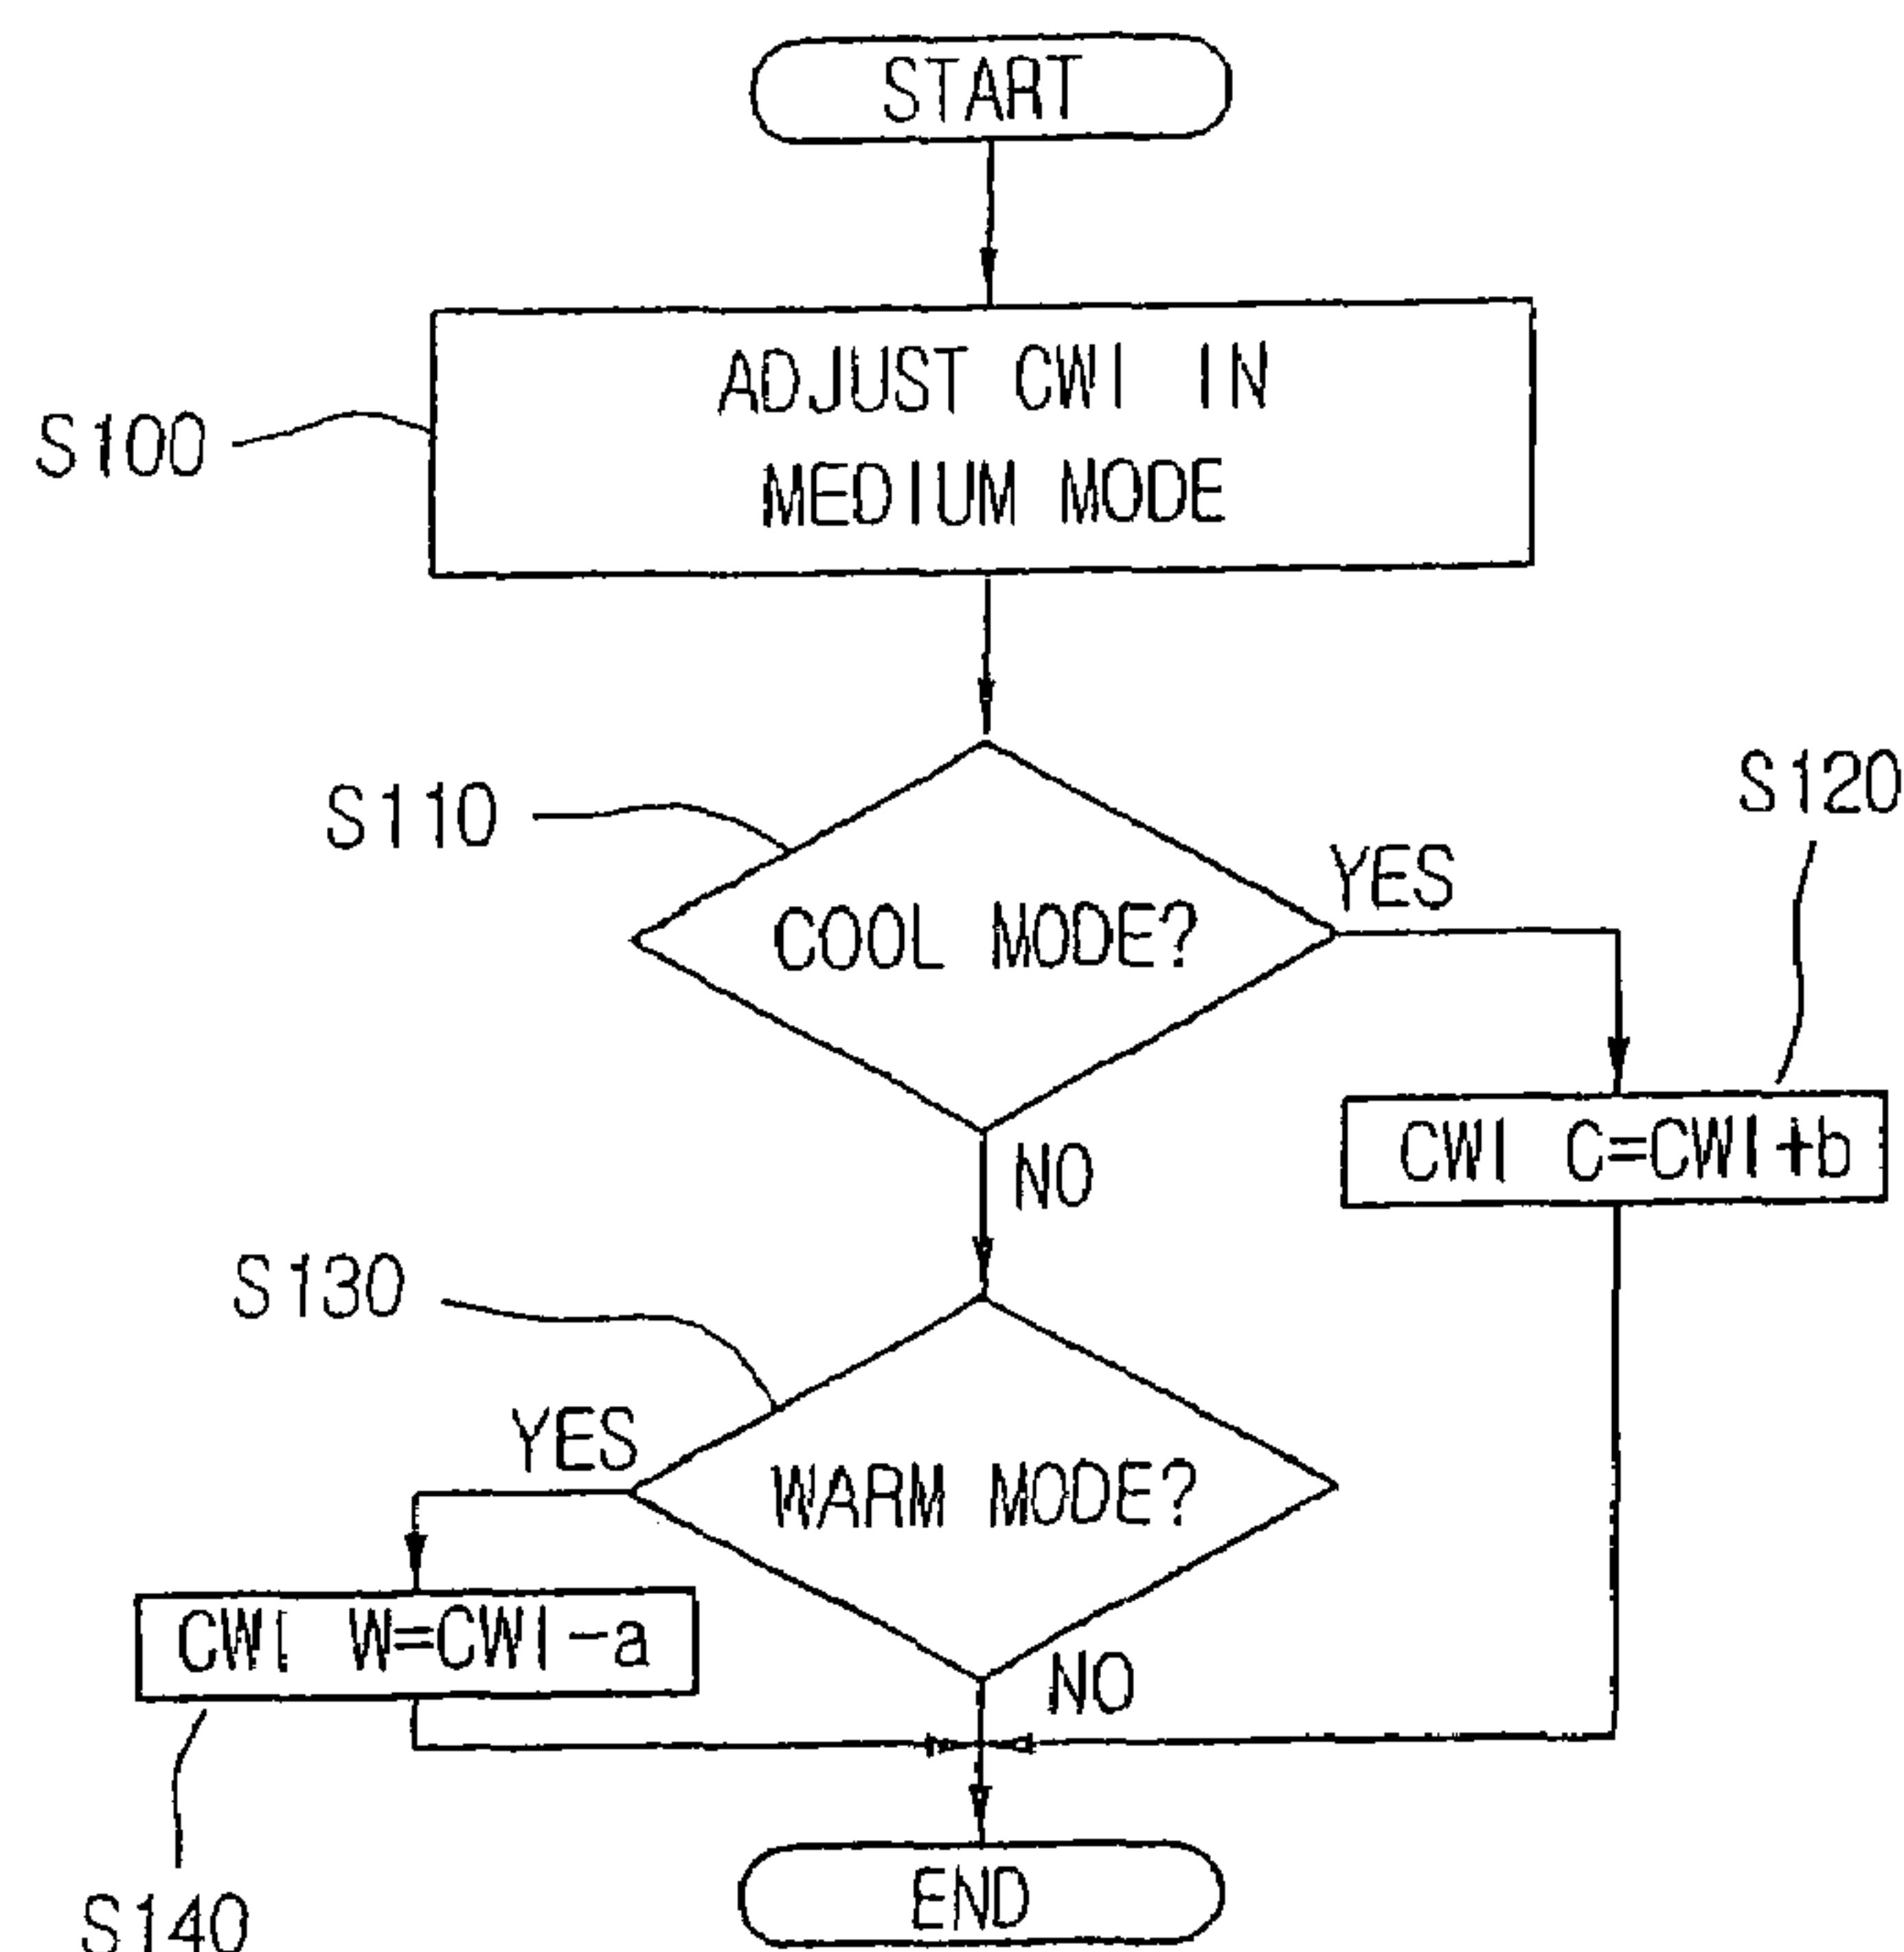 START
ADJUST CWI IN
MEDIUM MODE
S100
S110
COOL MODE?
YES
S120
CWI C=CWI+b
NO
S130
YES
WARM MODE?
CWI W=CWI-a
NO
S140
END